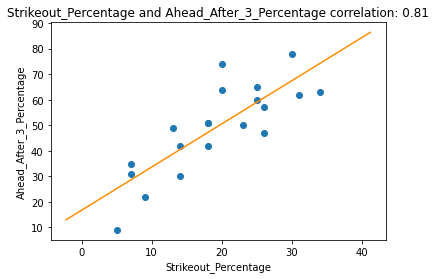 Strikeout_Percentage and Ahead_After_3_Percentage correlation: 0.81
90
80
70
60
50
40
30
20
10
Ahead_After_3_Percentage
0 10 20 30 40
Strikeout_Percentage